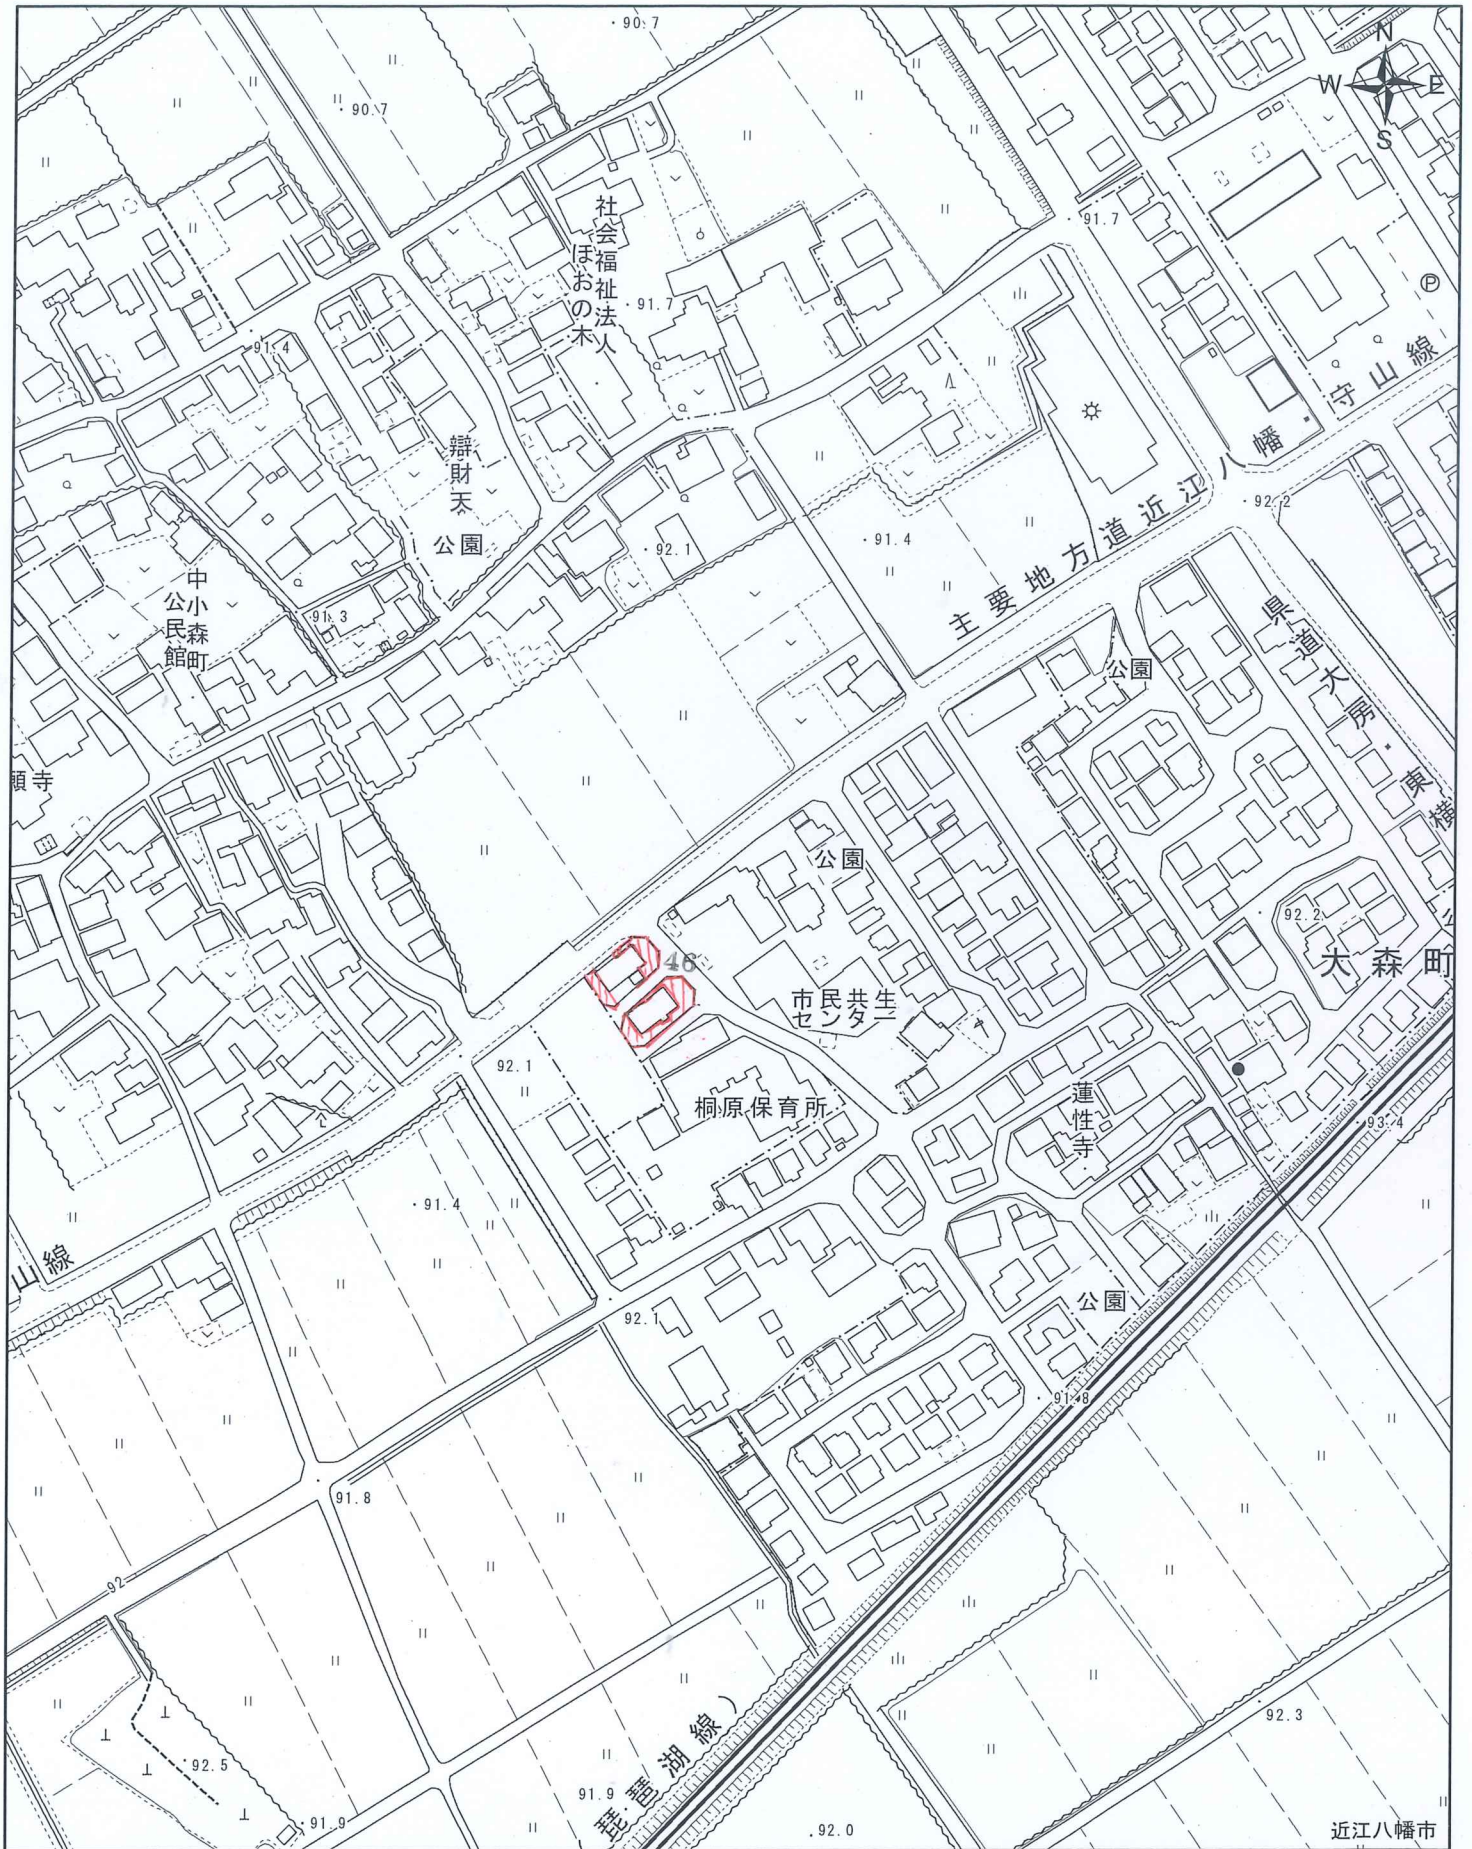 90.7
N
W
E
S
90.7
91.7
社会福祉法人
ほおの木
91.7
P
91.4
守山線
辯財天
主要地方道近江八幡
92.2
公園
92.1
91.4
中小森町
公民館
91.3
県道大房・東横
公園
願寺
公園
92.2
大森町
公
46
市民共生
センター
92.1
桐原保育所
蓮性寺
93.4
91.4
山線
公園
92.1
91.8
91.8
92
92.3
92.5
91.9
琵琶湖線）
91.9
92.0
近江八幡市